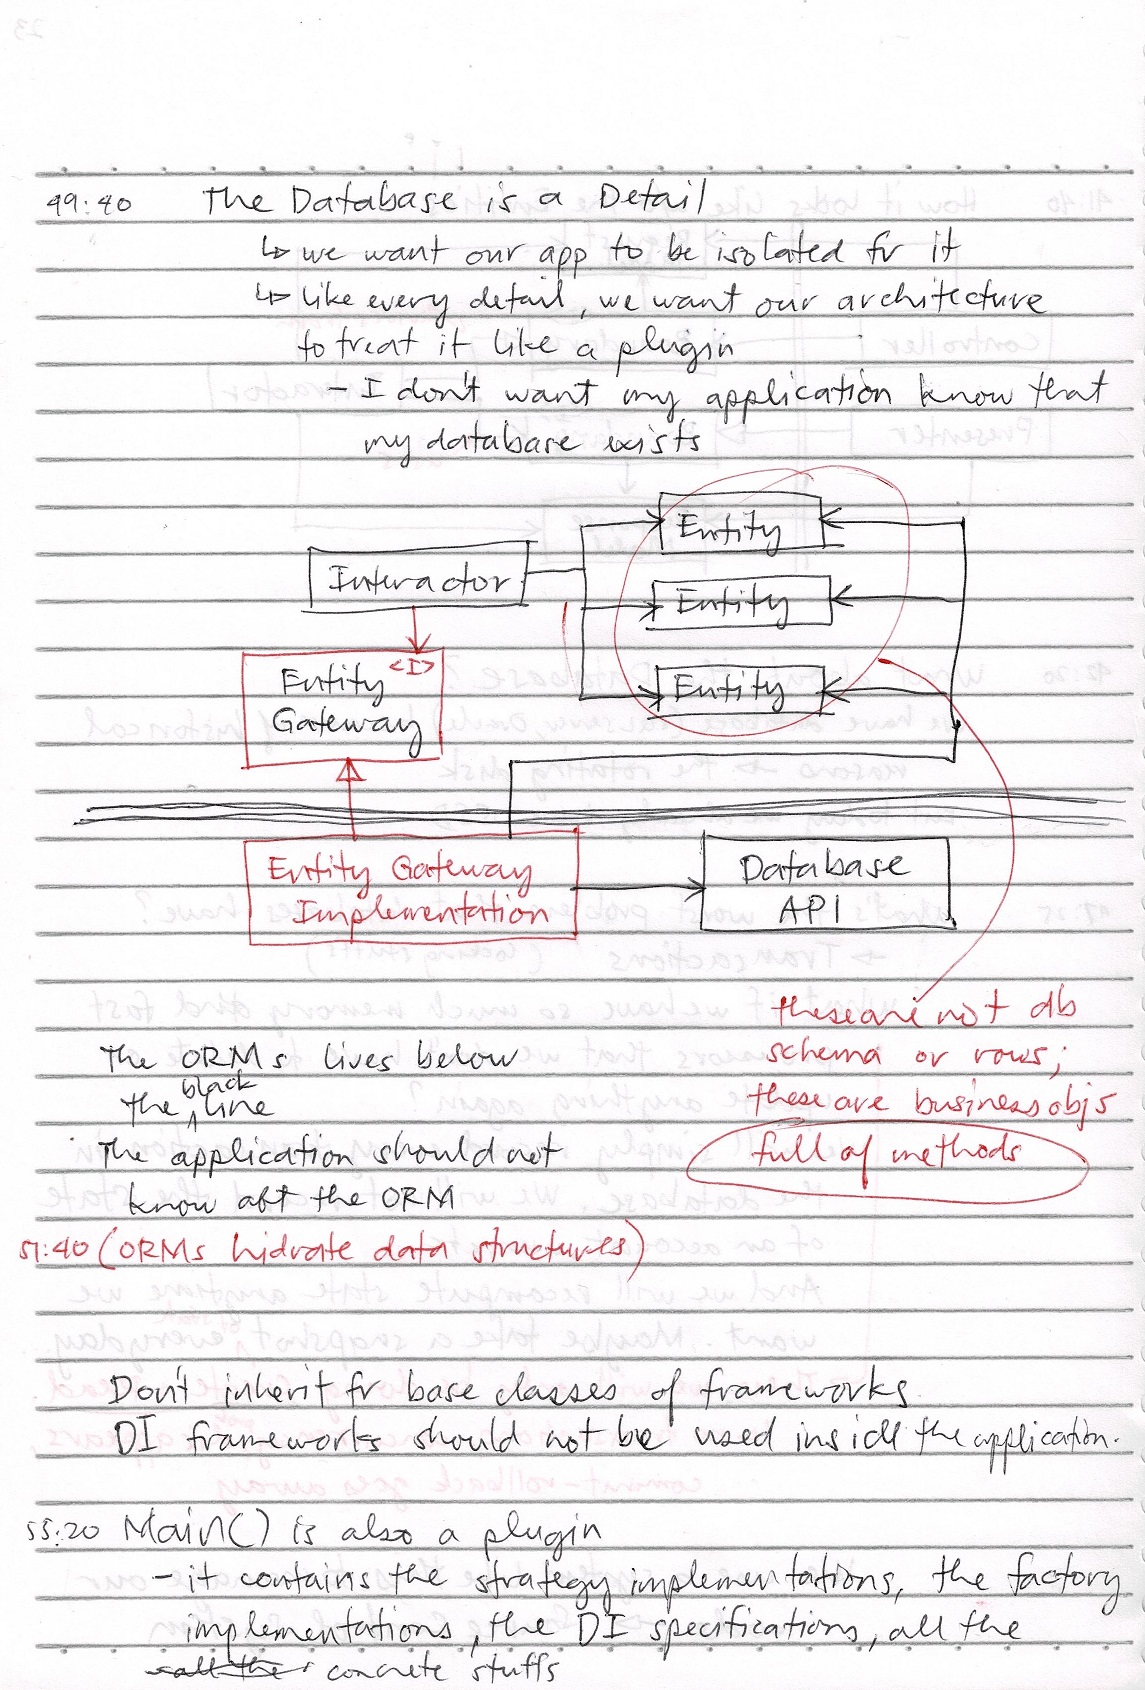 49:40 The Database is a Detail
↳ we want our app to be isolated fr it
↳ like every detail, we want our architecture
to treat it like a plugin
- I don't want my application know that
my database exists
Entity
Interactor
Entity
Entity
<I>
Entity
Gateway
Entity Gateway
Implementation
Database
API
these are not db
schema or rows;
these are business objs
full of methods
The ORMs lives below
the black line
The application should not
know abt the ORM
51:40 (ORMs hidrate data structures)
Don't inherit fr base classes of frameworks.
DI frameworks should not be used inside the application.
55:20 Main() is also a plugin
- it contains the strategy implementations, the factory
implementations, the DI specifications, all the
all the concrete stuffs